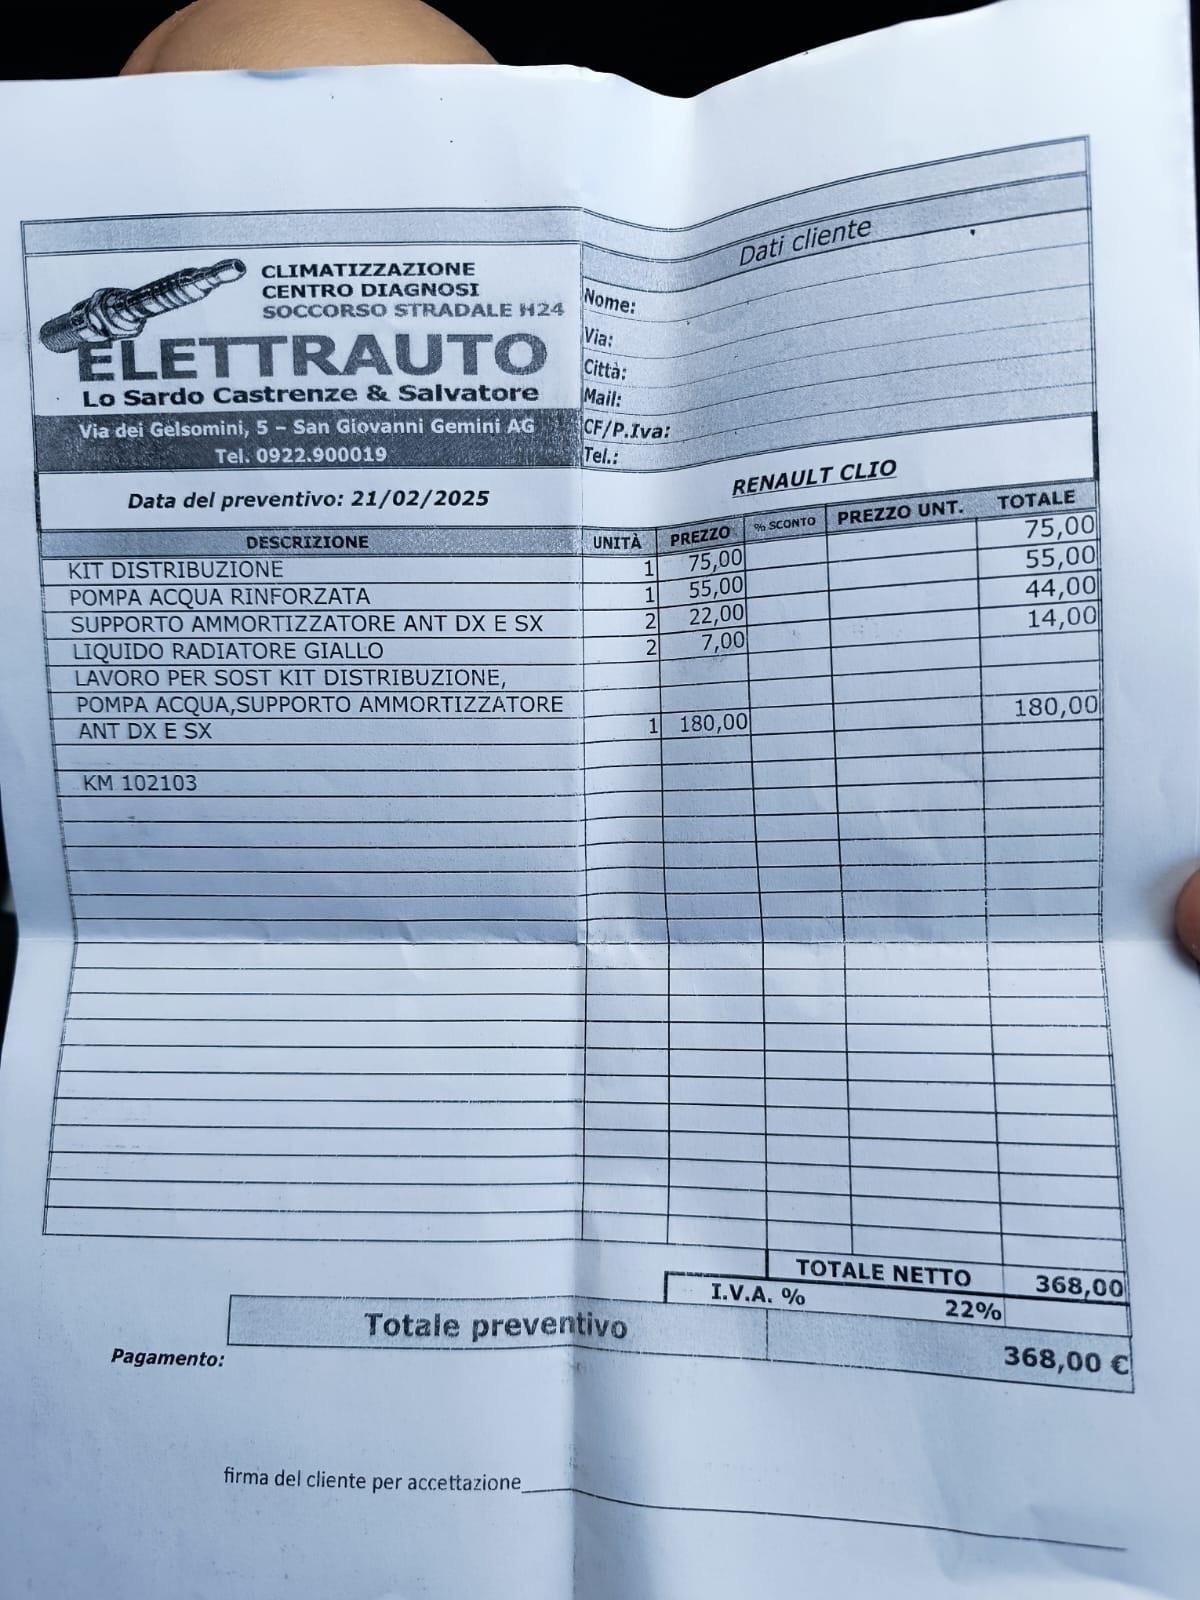 CLIMATIZZAZIONE
CENTRO DIAGNOSI
SOCCORSO STRADALE H24
ELETTRAUTO
Lo Sardo Castrenze & Salvatore
Via dei Gelsomini, 5 – San Giovanni Gemini AG
Tel. 0922.900019
Data del preventivo: 21/02/2025
Dati cliente
Nome:
Via:
Città:
Mail:
CF/P.Iva:
Tel.:
RENAULT CLIO
DESCRIZIONE UNITÀ PREZZO % SCONTO PREZZO UNT. TOTALE
KIT DISTRIBUZIONE 1 75,00 75,00
POMPA ACQUA RINFORZATA 1 55,00 55,00
SUPPORTO AMMORTIZZATORE ANT DX E SX 2 22,00 44,00
LIQUIDO RADIATORE GIALLO 2 7,00 14,00
LAVORO PER SOST KIT DISTRIBUZIONE,
POMPA ACQUA,SUPPORTO AMMORTIZZATORE
ANT DX E SX 1 180,00 180,00
KM 102103
TOTALE NETTO 368,00
I.V.A. % 22%
Totale preventivo 368,00 €
Pagamento:
firma del cliente per accettazione